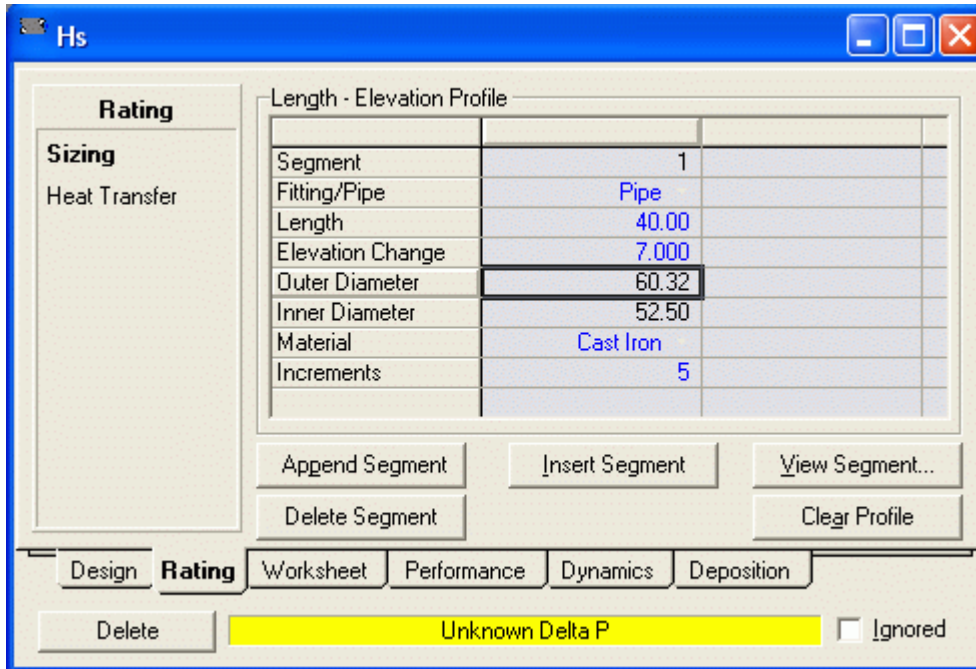 Hs
Rating
Sizing
Heat Transfer
Length - Elevation Profile
Segment 1
Fitting/Pipe Pipe
Length 40.00
Elevation Change 7.000
Outer Diameter 60.32
Inner Diameter 52.50
Material Cast Iron
Increments 5
Append Segment Insert Segment View Segment...
Delete Segment Clear Profile
Design Rating Worksheet Performance Dynamics Deposition
Delete Unknown Delta P Ignored